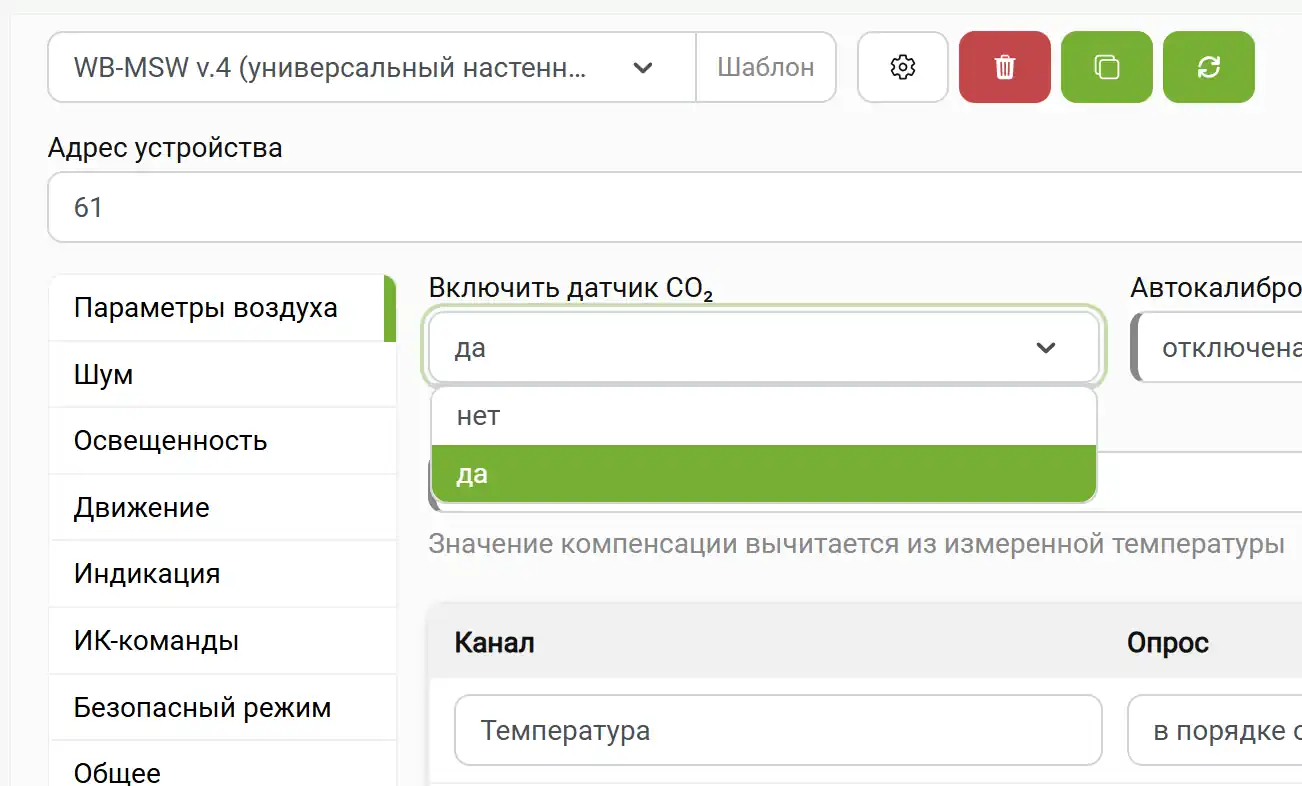 WB-MSW v.4 (универсальный настенн...
Шаблон
Адрес устройства
61
Параметры воздуха
Шум
Освещенность
Движение
Индикация
ИК-команды
Безопасный режим
Общее
Включить датчик CO₂
да
нет
да
Автокалибро
отключена
Значение компенсации вычитается из измеренной температуры
Канал
Опрос
Температура
в порядке о